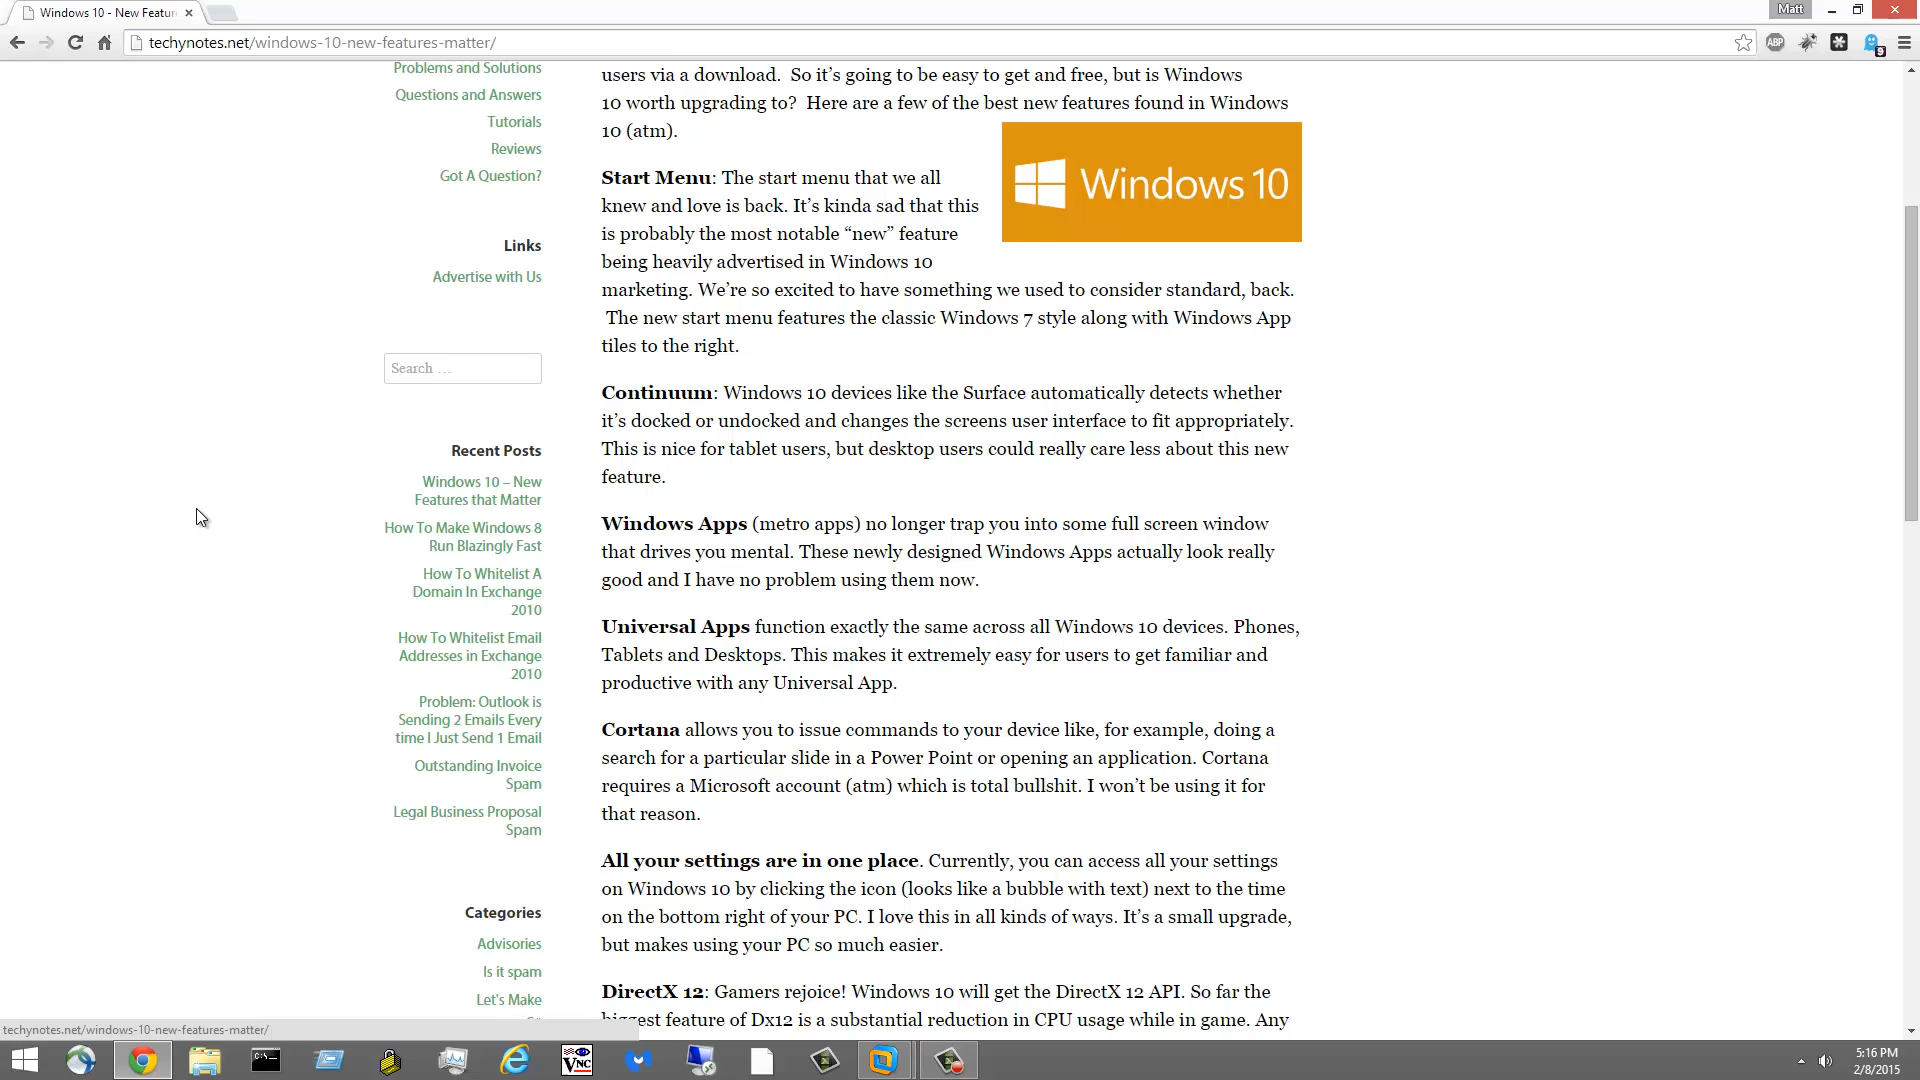 Windows 10 - New Featur
Matt
techynotes.net/windows-10-new-features-matter/
ABP
9
Problems and Solutions
Questions and Answers
Tutorials
Reviews
Got A Question?
Links
Advertise with Us
Search ...
Recent Posts
Windows 10 – New
Features that Matter
How To Make Windows 8
Run Blazingly Fast
How To Whitelist A
Domain In Exchange
2010
How To Whitelist Email
Addresses in Exchange
2010
Problem: Outlook is
Sending 2 Emails Every
time I Just Send 1 Email
Outstanding Invoice
Spam
Legal Business Proposal
Spam
Categories
Advisories
Is it spam
Let's Make
users via a download.  So it’s going to be easy to get and free, but is Windows
10 worth upgrading to?  Here are a few of the best new features found in Windows
10 (atm).
Windows 10
Start Menu: The start menu that we all
knew and love is back. It’s kinda sad that this
is probably the most notable “new” feature
being heavily advertised in Windows 10
marketing. We’re so excited to have something we used to consider standard, back.
The new start menu features the classic Windows 7 style along with Windows App
tiles to the right.
Continuum: Windows 10 devices like the Surface automatically detects whether
it’s docked or undocked and changes the screens user interface to fit appropriately.
This is nice for tablet users, but desktop users could really care less about this new
feature.
Windows Apps (metro apps) no longer trap you into some full screen window
that drives you mental. These newly designed Windows Apps actually look really
good and I have no problem using them now.
Universal Apps function exactly the same across all Windows 10 devices. Phones,
Tablets and Desktops. This makes it extremely easy for users to get familiar and
productive with any Universal App.
Cortana allows you to issue commands to your device like, for example, doing a
search for a particular slide in a Power Point or opening an application. Cortana
requires a Microsoft account (atm) which is total bullshit. I won’t be using it for
that reason.
All your settings are in one place. Currently, you can access all your settings
on Windows 10 by clicking the icon (looks like a bubble with text) next to the time
on the bottom right of your PC. I love this in all kinds of ways. It’s a small upgrade,
but makes using your PC so much easier.
DirectX 12: Gamers rejoice! Windows 10 will get the DirectX 12 API. So far the
biggest feature of Dx12 is a substantial reduction in CPU usage while in game. Any
techynotes.net/windows-10-new-features-matter/
C:\
VNC
5:16 PM
2/8/2015